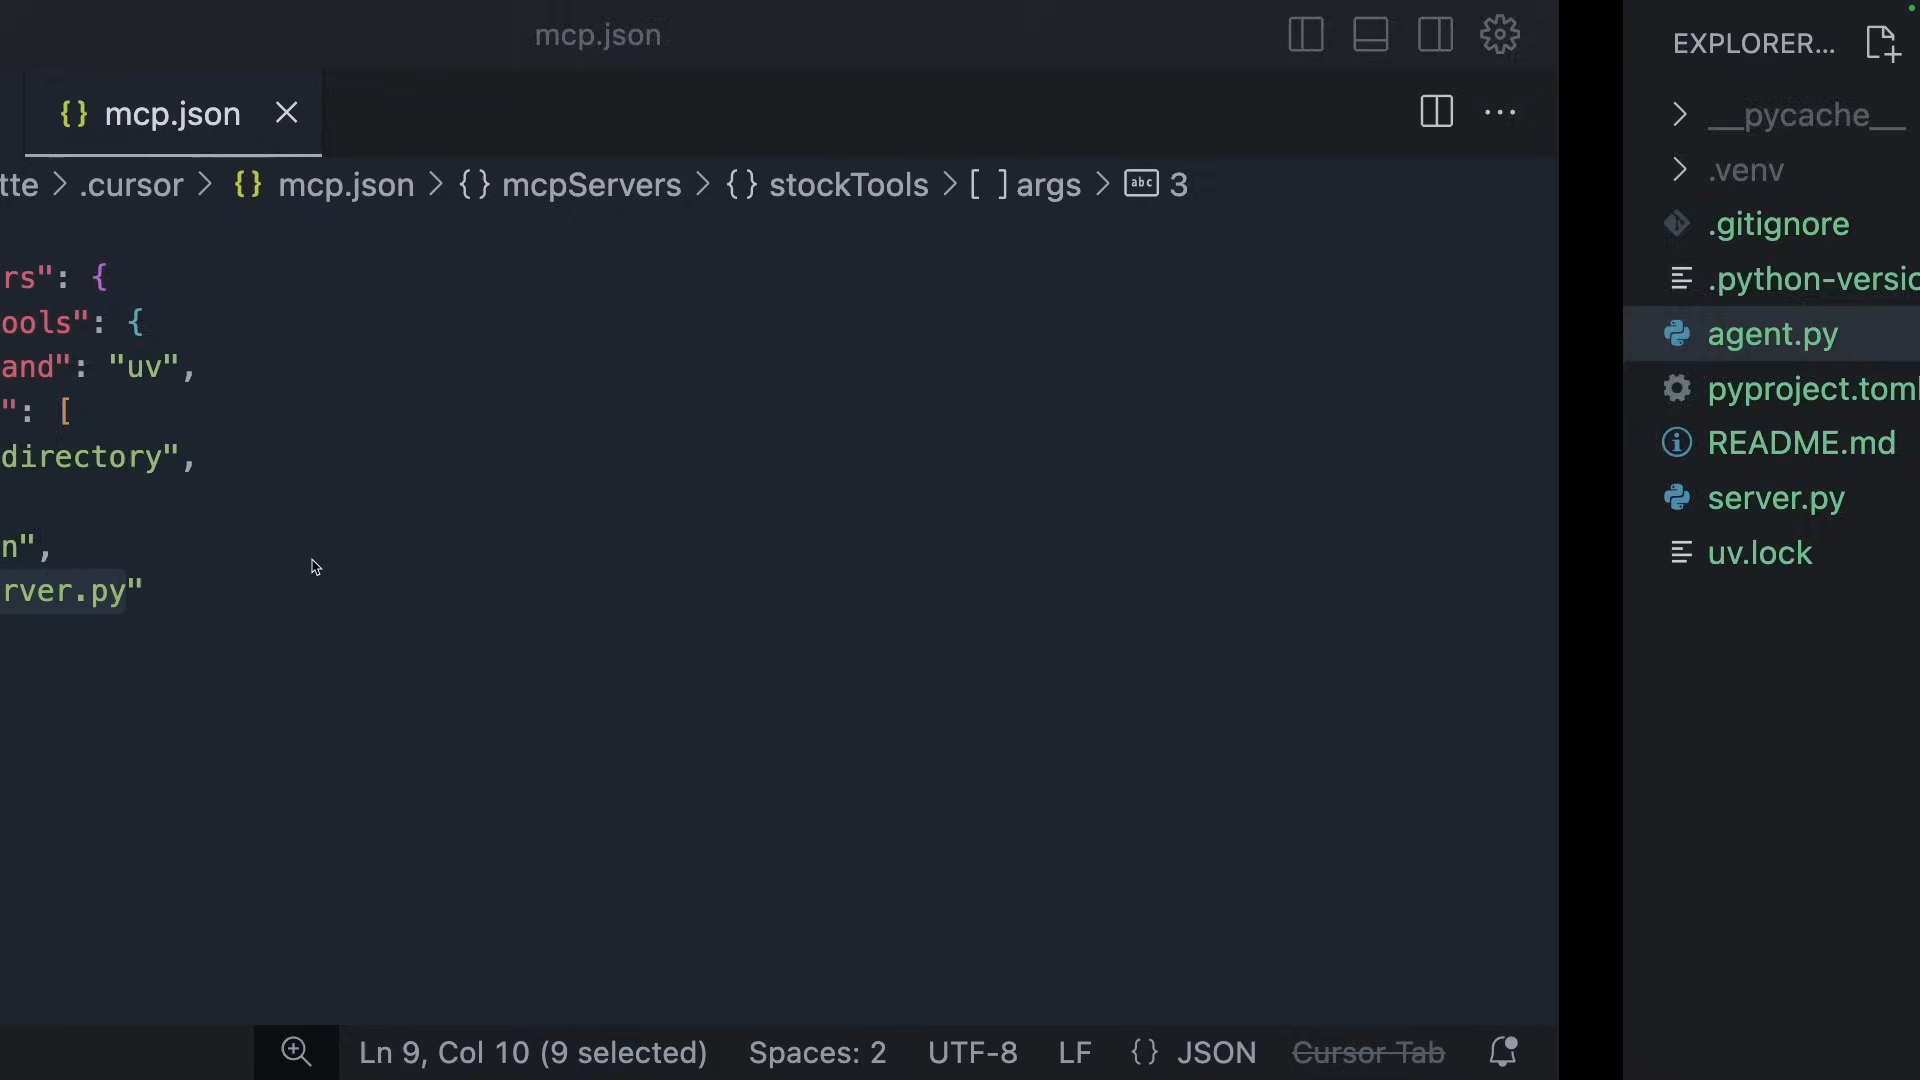 mcp.json
{} mcp.json
tte > .cursor > {} mcp.json > {} mcpServers > {} stockTools > [ ] args > abc 3
rs": {
ools": {
and": "uv",
": [
directory",
n",
rver.py"
Ln 9, Col 10 (9 selected) Spaces: 2 UTF-8 LF {} JSON Cursor Tab
EXPLORER...
> __pycache__
> .venv
.gitignore
.python-versio
agent.py
pyproject.toml
README.md
server.py
uv.lock